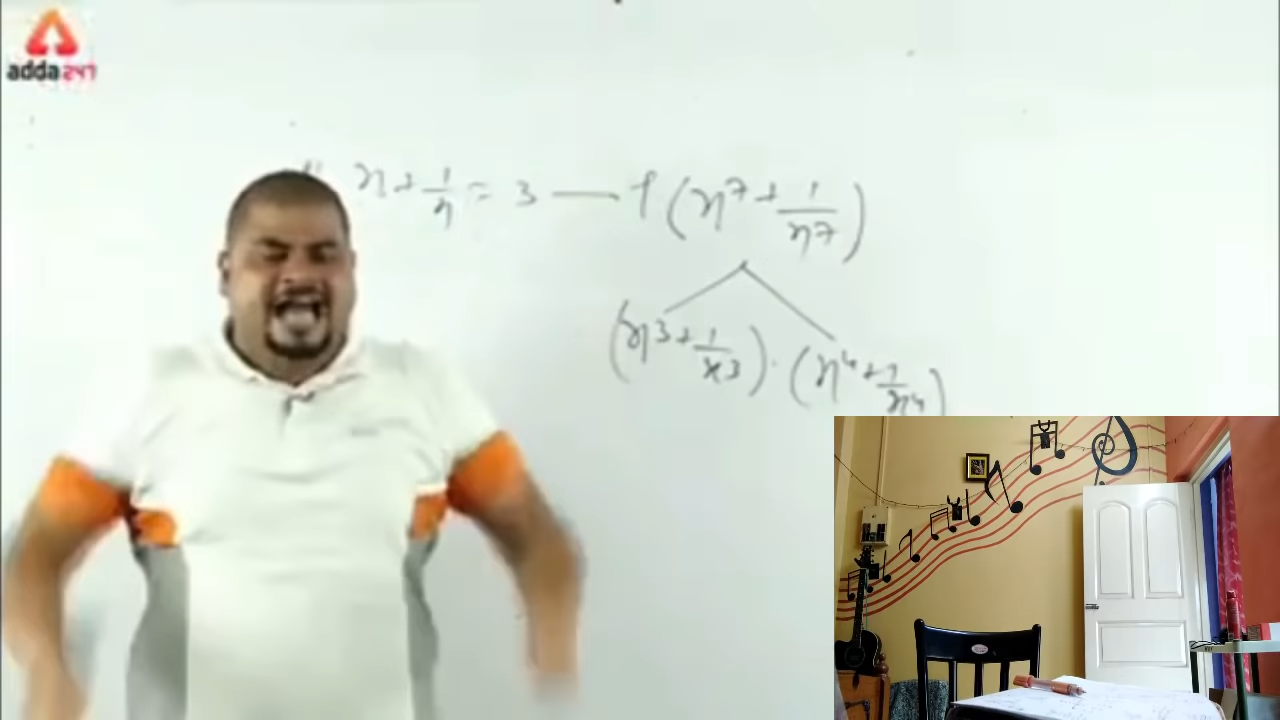 adda247
x + 1/x = 3 — (x⁷ + 1/x⁷)
(x³ + 1/x³) · (x⁴ + 1/x⁴)